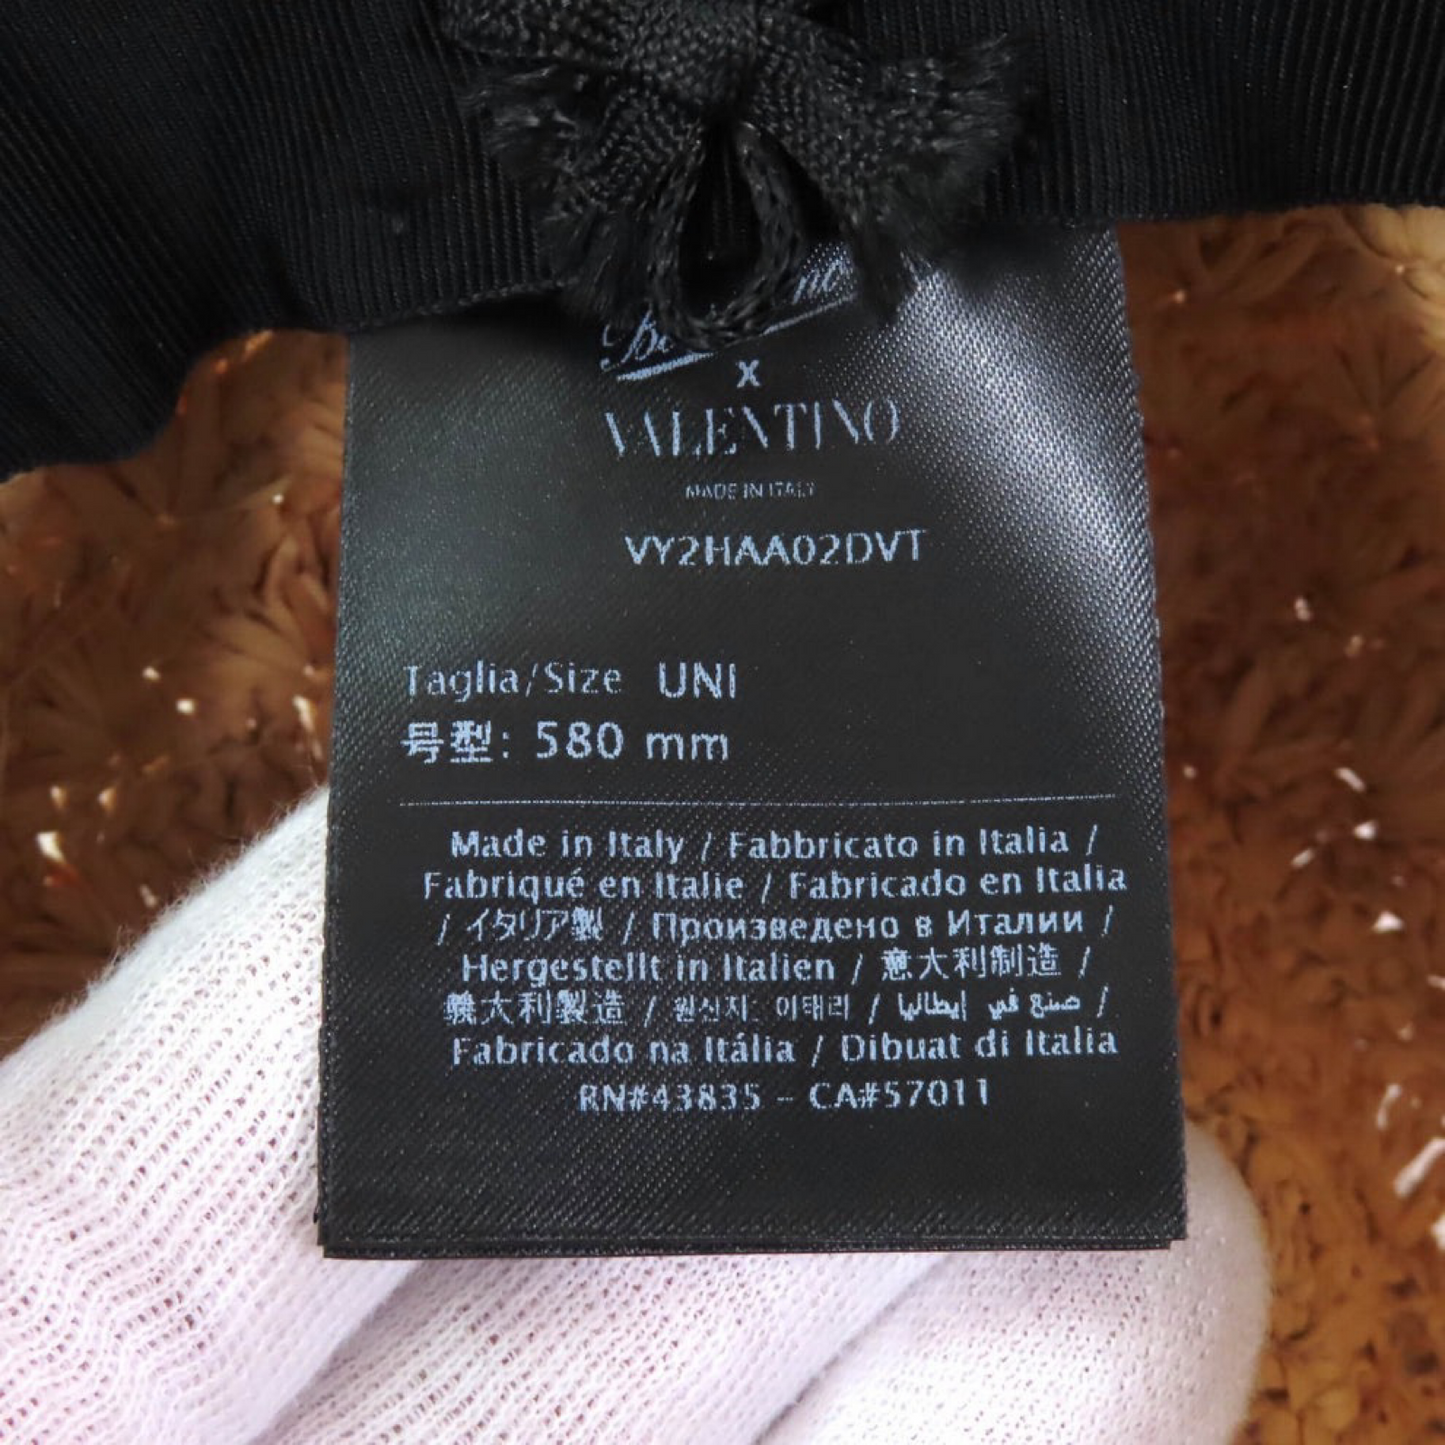 x
VALENTINO
MADE IN ITALY
VY2HAA02DVT
Taglia/Size UNI
号型: 580 mm
Made in Italy / Fabbricato in Italia /
Fabriqué en Italie / Fabricado en Italia
/ イタリア製 / Произведено в Италии /
Hergestellt in Italien / 意大利制造 /
義大利製造 / 원산지: 이태리 / صنع في إيطاليا /
Fabricado na Itália / Dibuat di Italia
RN#43835 - CA#57011